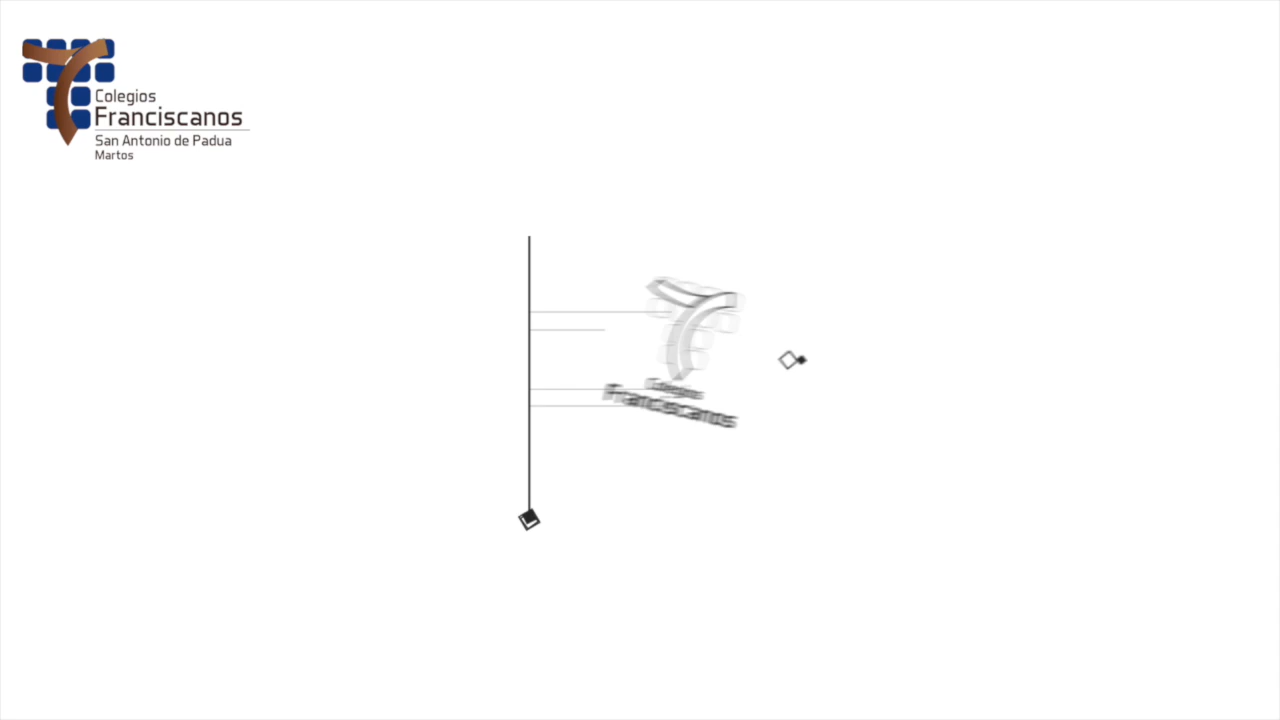 Colegios
Franciscanos
San Antonio de Padua
Martos
Colegios
Franciscanos